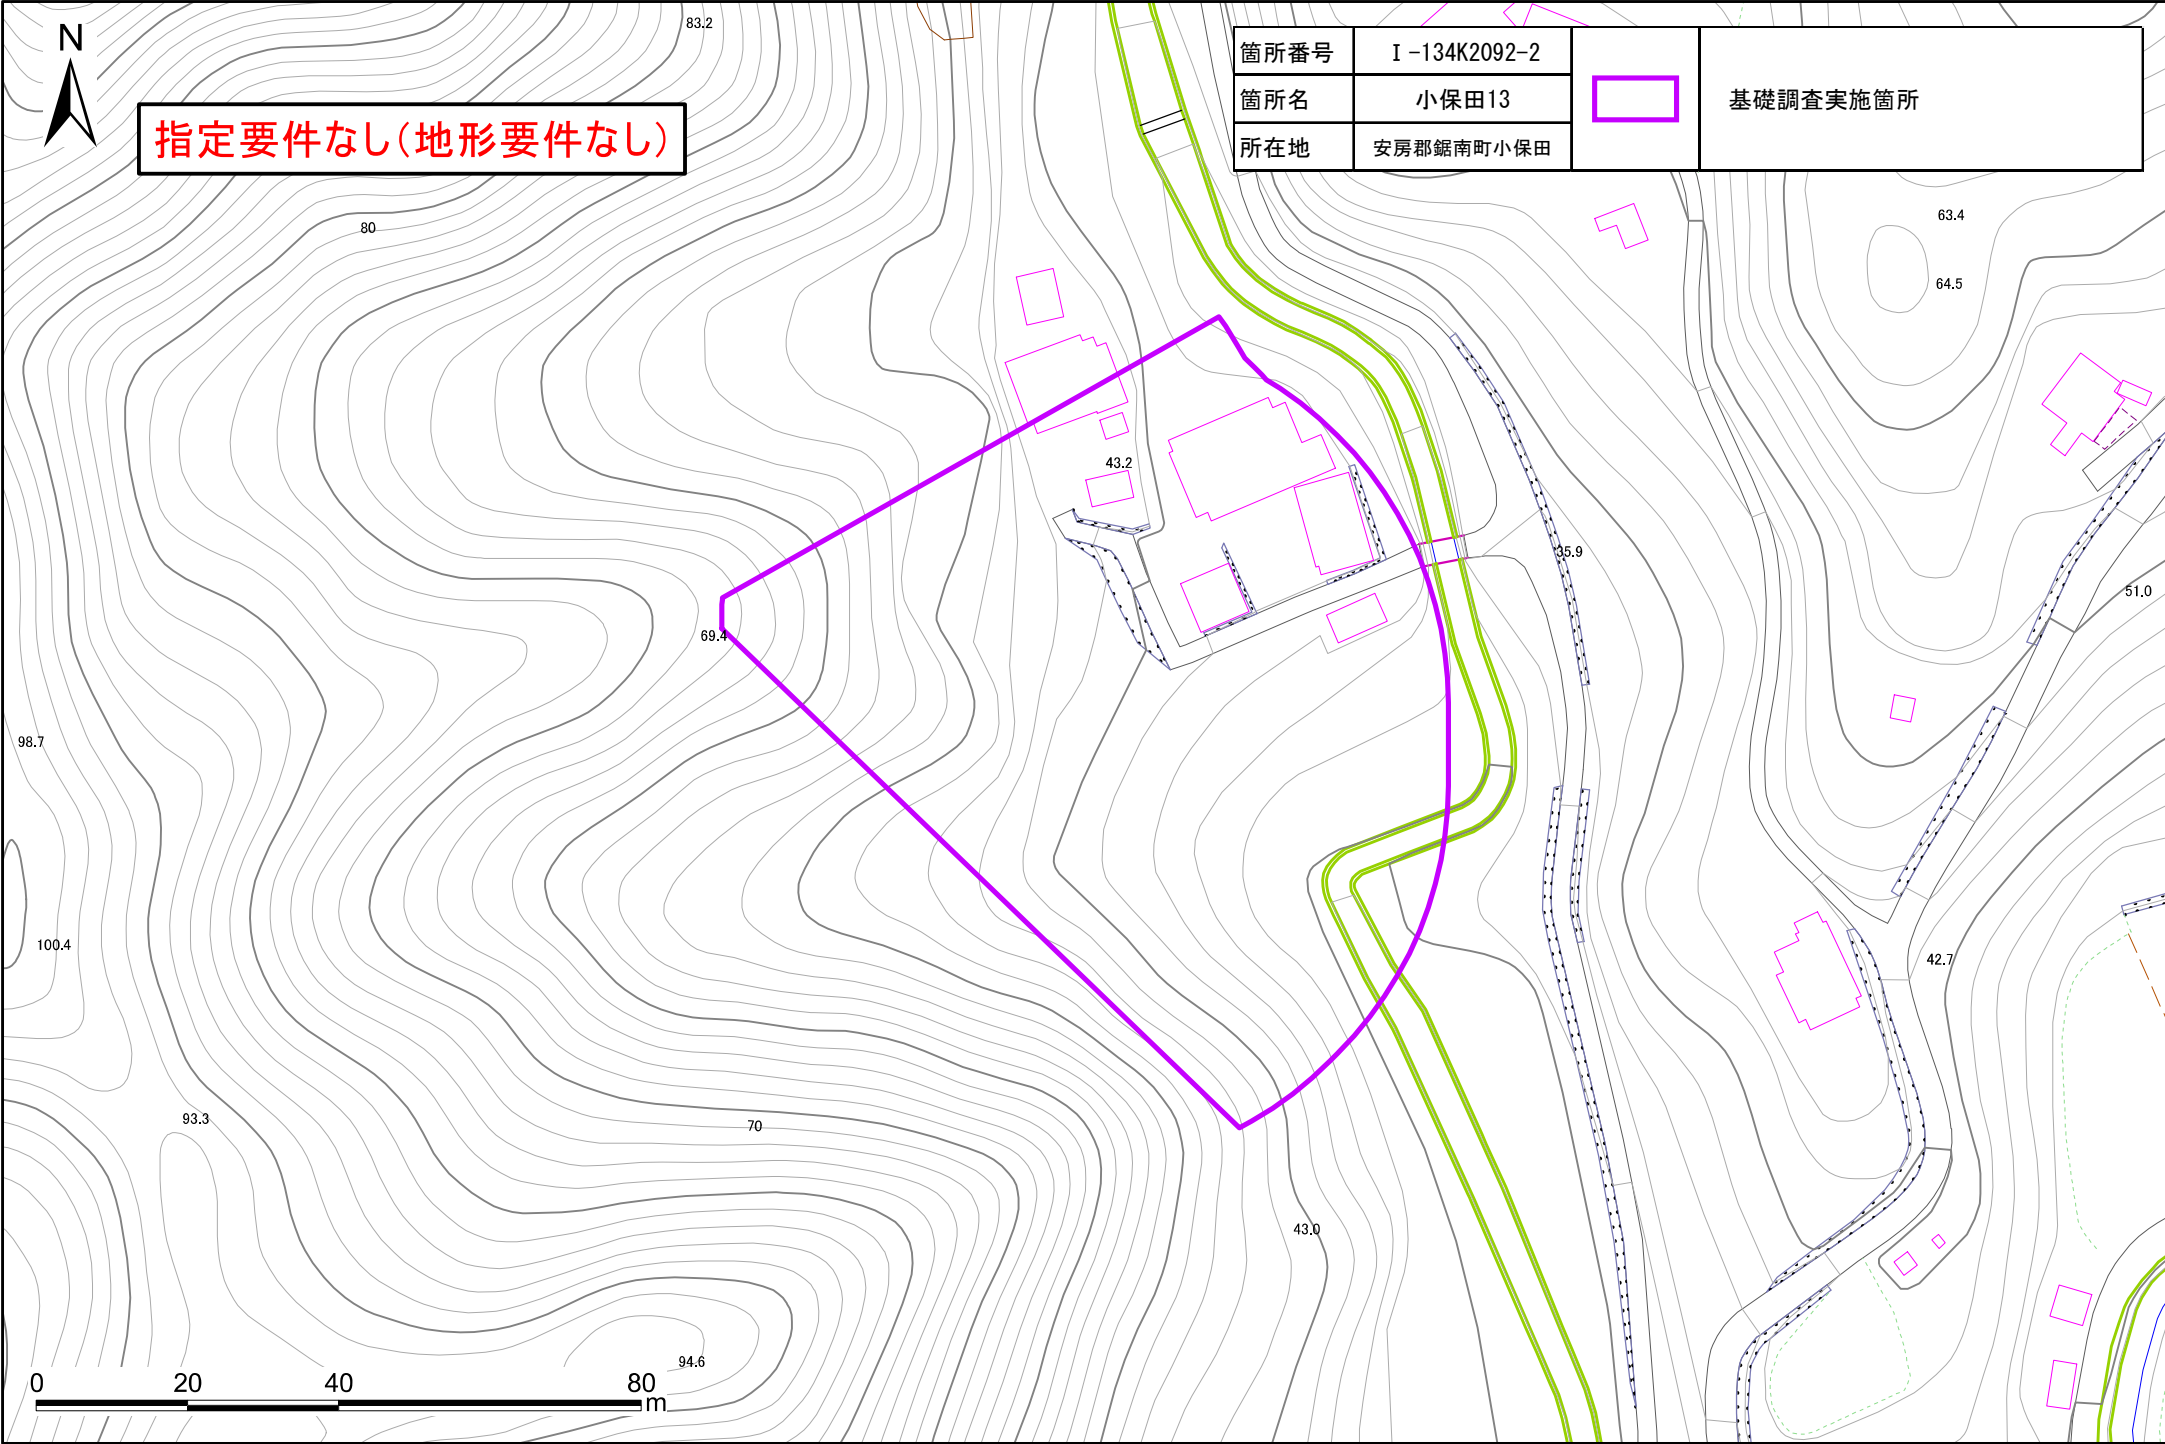 N
83.2
箇所番号 Ⅰ-134K2092-2
箇所名 小保田13
所在地 安房郡鋸南町小保田
基礎調査実施箇所
指定要件なし(地形要件なし)
80
63.4
64.5
43.2
35.9
51.0
69.4
98.7
100.4
42.7
93.3
70
43.0
94.6
0 20 40 80
m